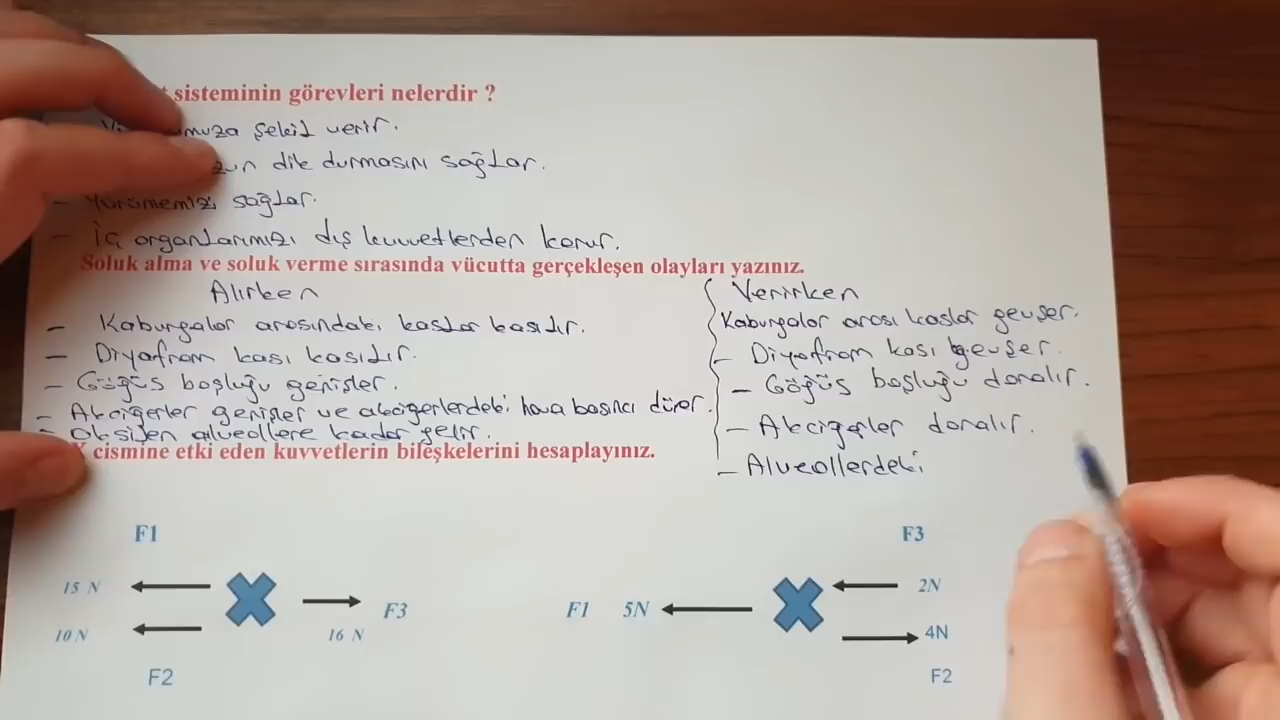 sisteminin görevleri nelerdir ?
şekil verir.
dik durmasını sağlar.
- Yürümemizi sağlar.
- İç organlarımızı dış kuvvetlerden korur.
Soluk alma ve soluk verme sırasında vücutta gerçekleşen olayları yazınız.
Alırken
- Kaburgalar arasındaki kaslar kasılır.
- Diyafram kası kasılır.
- Göğüs boşluğu genişler.
- Akciğerler genişler ve akciğerlerdeki hava basıncı düşer.
- Oksijen alveollere kadar gelir.
Verirken
Kaburgalar arası kaslar gevşer.
- Diyafram kası gevşer.
- Göğüs boşluğu daralır.
- Akciğerler daralır.
- Alveollerdeki
X cismine etki eden kuvvetlerin bileşkelerini hesaplayınız.
F1
15 N
10 N
F2
F3
16 N
F1 5N
F3
2N
4N
F2